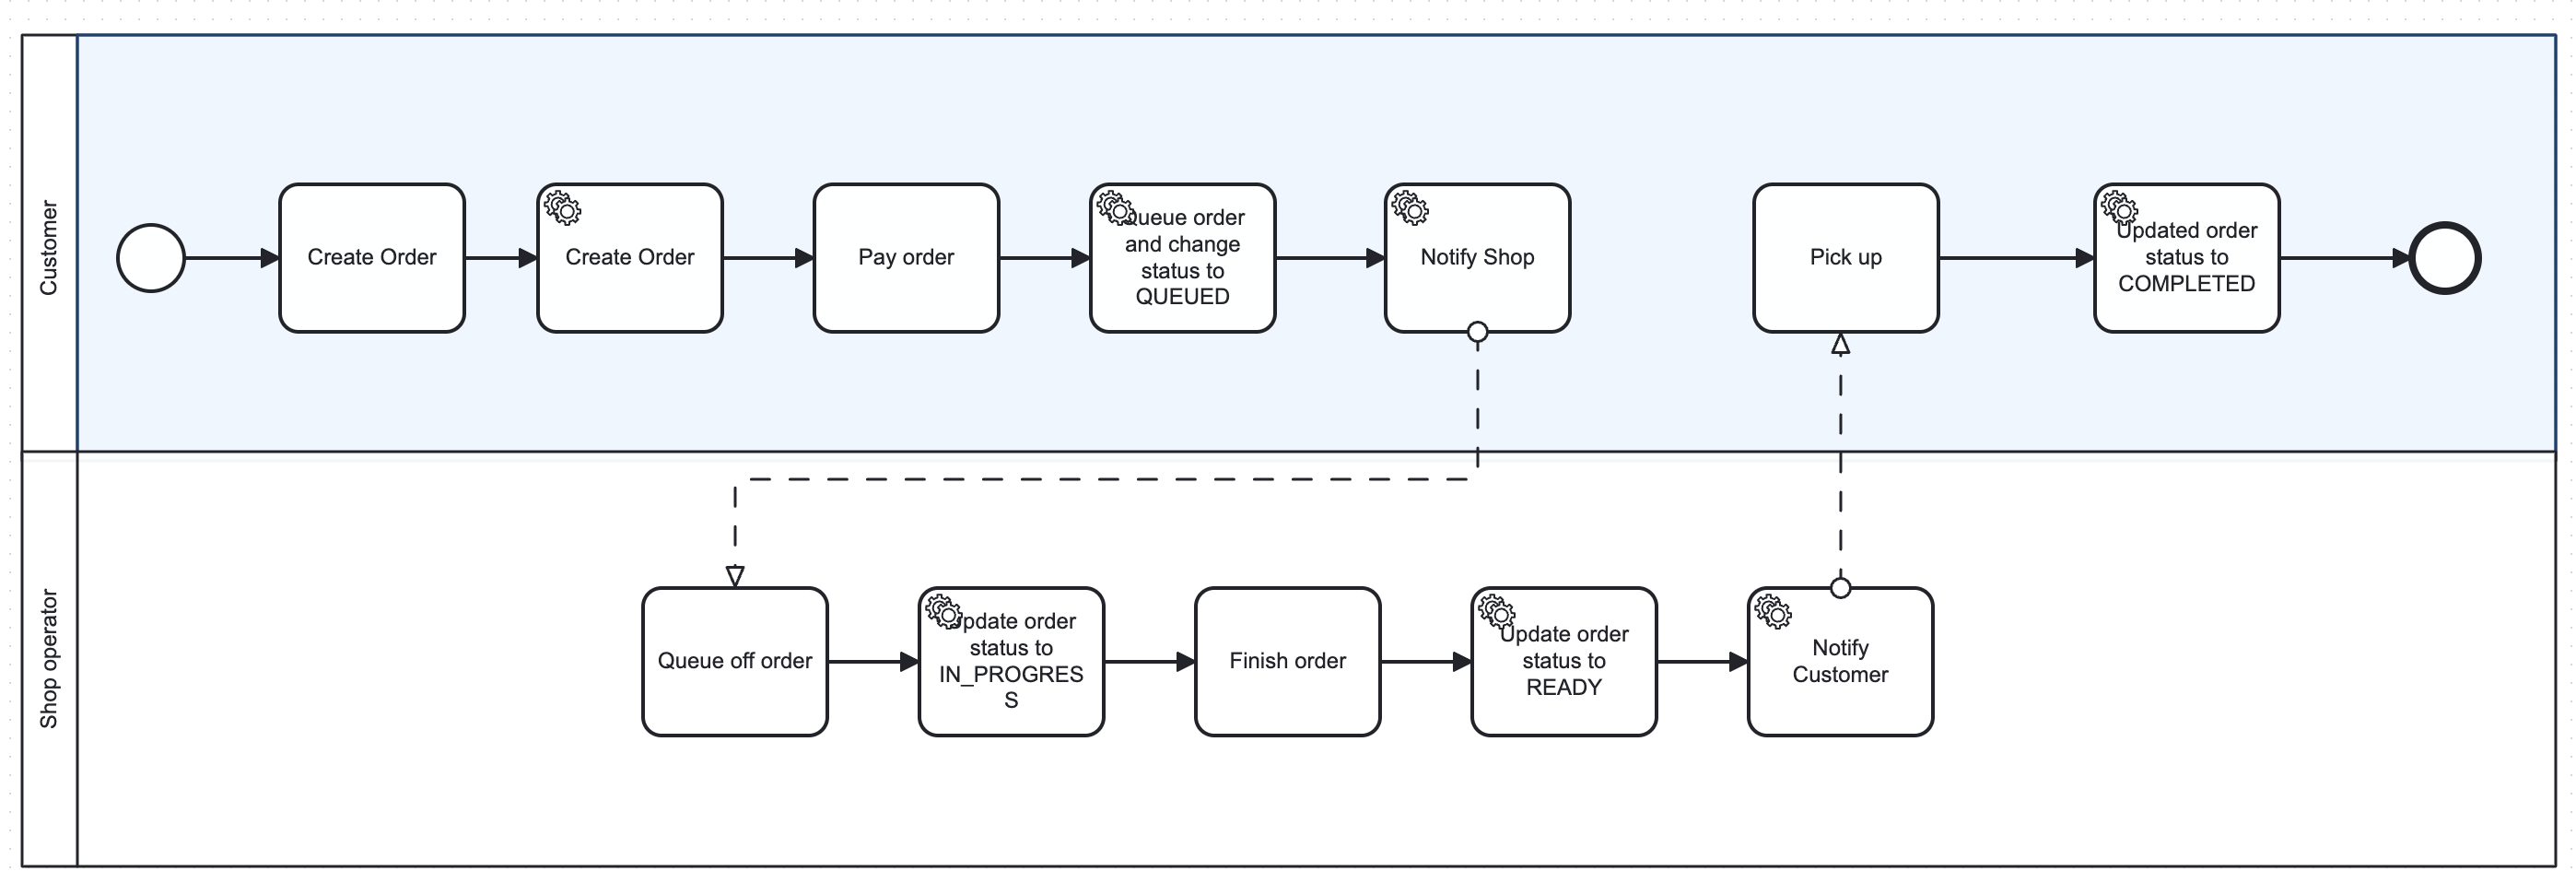 Customer
Create Order
Create Order
Pay order
Queue order
and change
status to
QUEUED
Notify Shop
Pick up
Updated order
status to
COMPLETED
Shop operator
Queue off order
Update order
status to
IN_PROGRES
S
Finish order
Update order
status to
READY
Notify
Customer